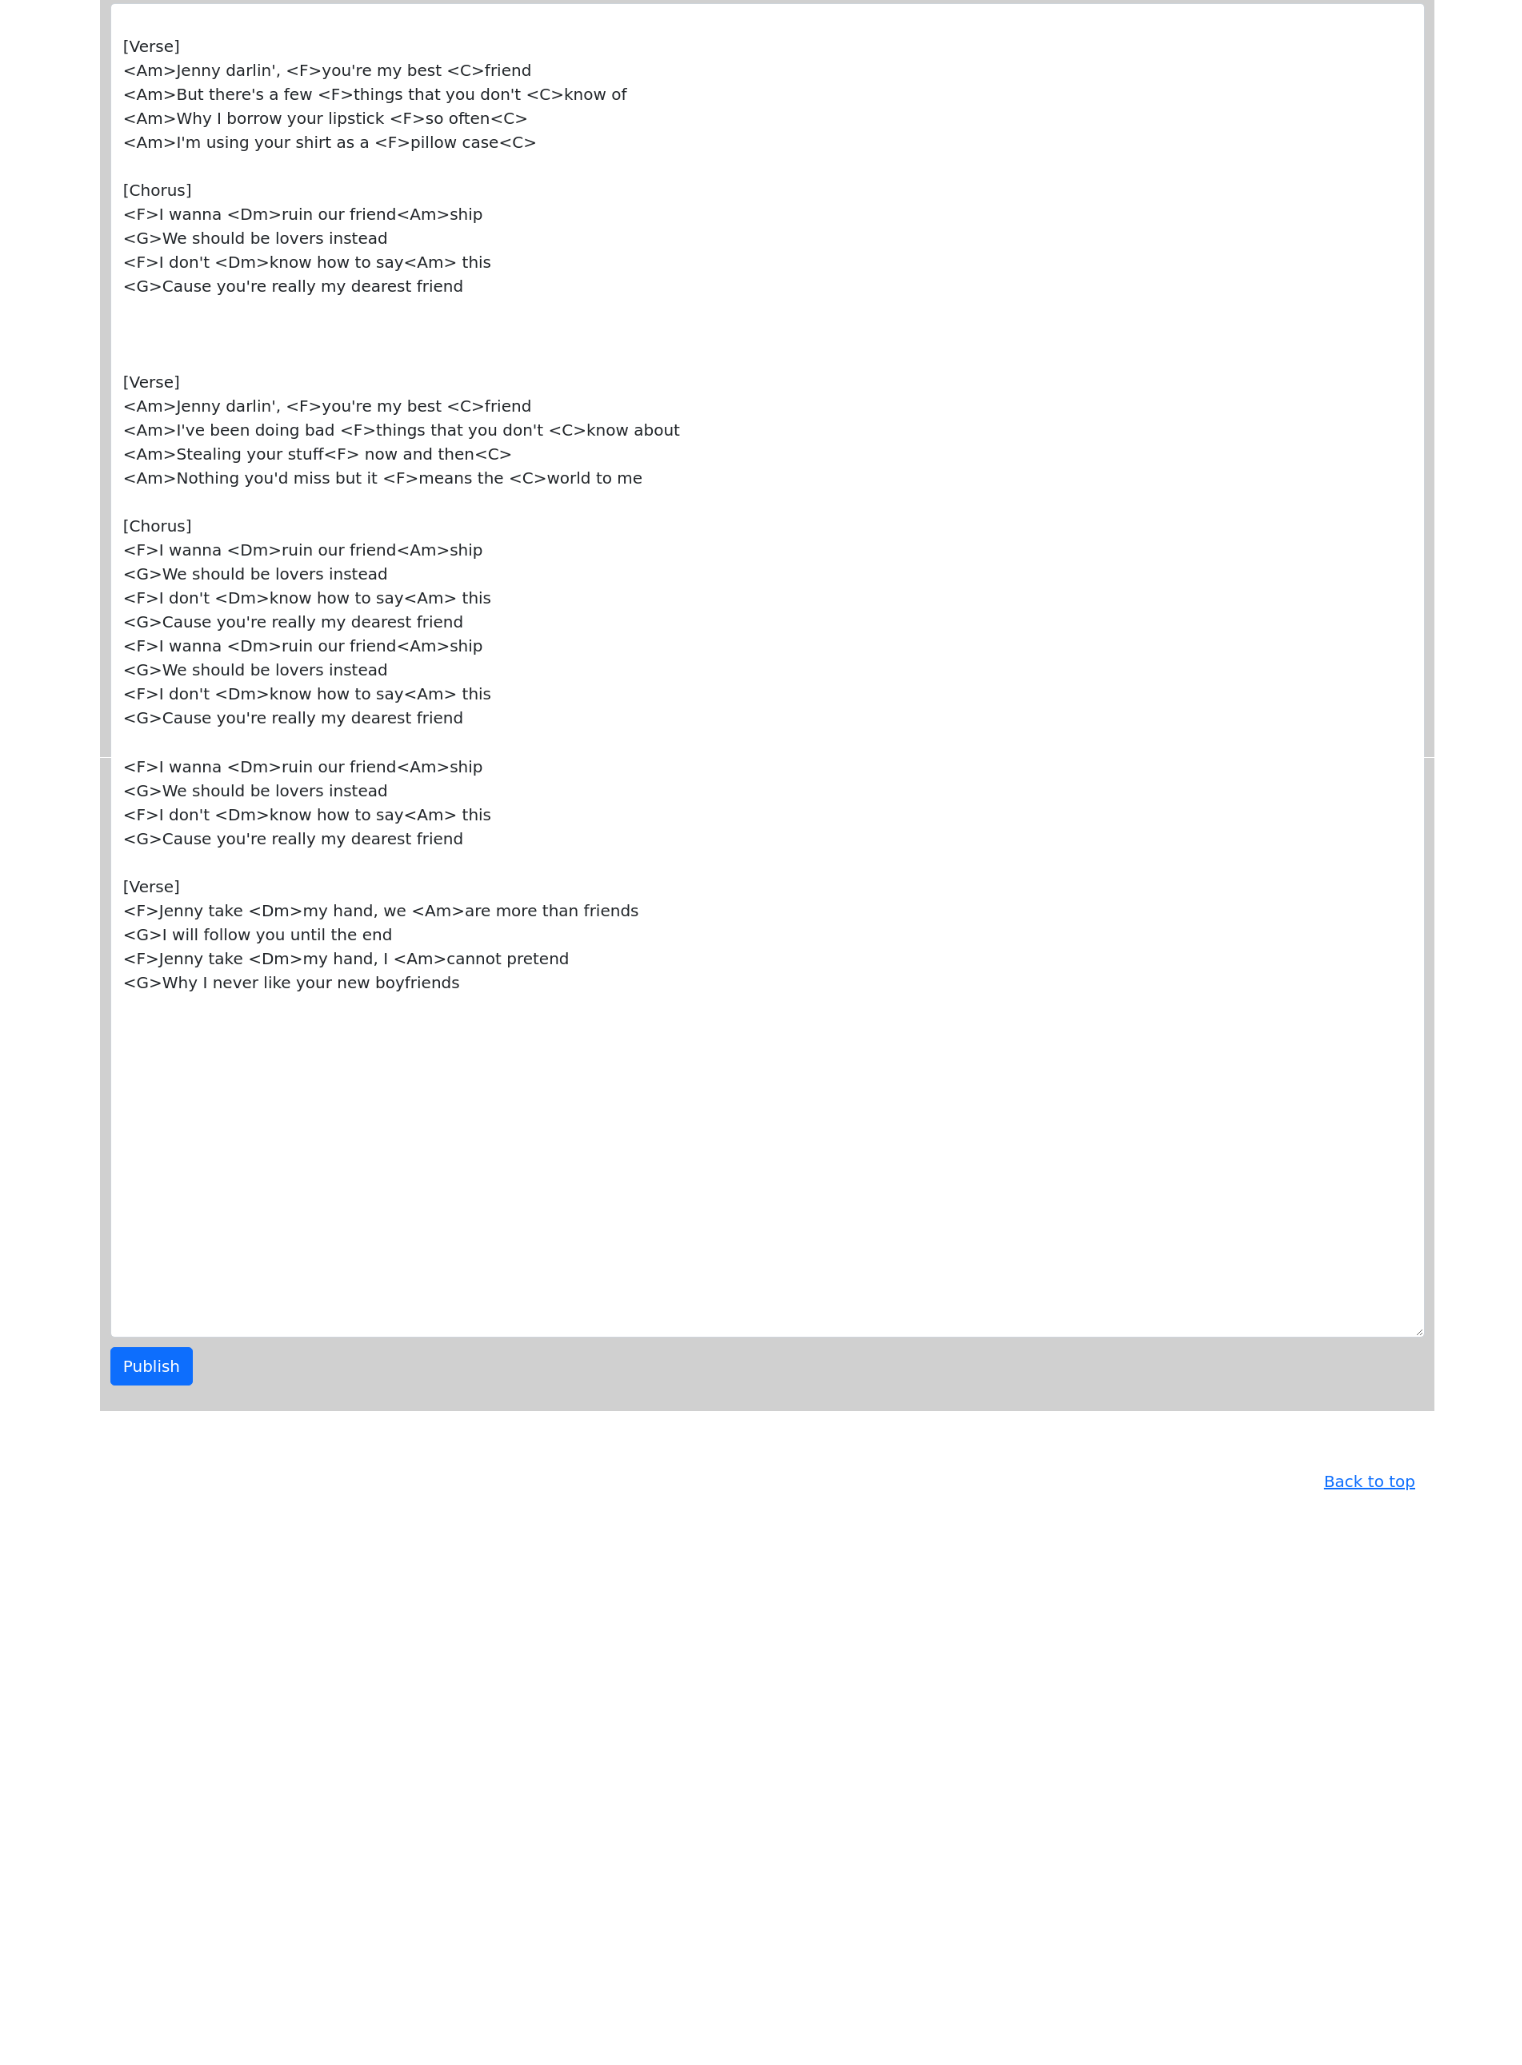 [Verse]
<Am>Jenny darlin', <F>you're my best <C>friend
<Am>But there's a few <F>things that you don't <C>know of
<Am>Why I borrow your lipstick <F>so often<C>
<Am>I'm using your shirt as a <F>pillow case<C>
[Chorus]
<F>I wanna <Dm>ruin our friend<Am>ship
<G>We should be lovers instead
<F>I don't <Dm>know how to say<Am> this
<G>Cause you're really my dearest friend
[Verse]
<Am>Jenny darlin', <F>you're my best <C>friend
<Am>I've been doing bad <F>things that you don't <C>know about
<Am>Stealing your stuff<F> now and then<C>
<Am>Nothing you'd miss but it <F>means the <C>world to me
[Chorus]
<F>I wanna <Dm>ruin our friend<Am>ship
<G>We should be lovers instead
<F>I don't <Dm>know how to say<Am> this
<G>Cause you're really my dearest friend
<F>I wanna <Dm>ruin our friend<Am>ship
<G>We should be lovers instead
<F>I don't <Dm>know how to say<Am> this
<G>Cause you're really my dearest friend
<F>I wanna <Dm>ruin our friend<Am>ship
<G>We should be lovers instead
<F>I don't <Dm>know how to say<Am> this
<G>Cause you're really my dearest friend
[Verse]
<F>Jenny take <Dm>my hand, we <Am>are more than friends
<G>I will follow you until the end
<F>Jenny take <Dm>my hand, I <Am>cannot pretend
<G>Why I never like your new boyfriends
Publish
Back to top